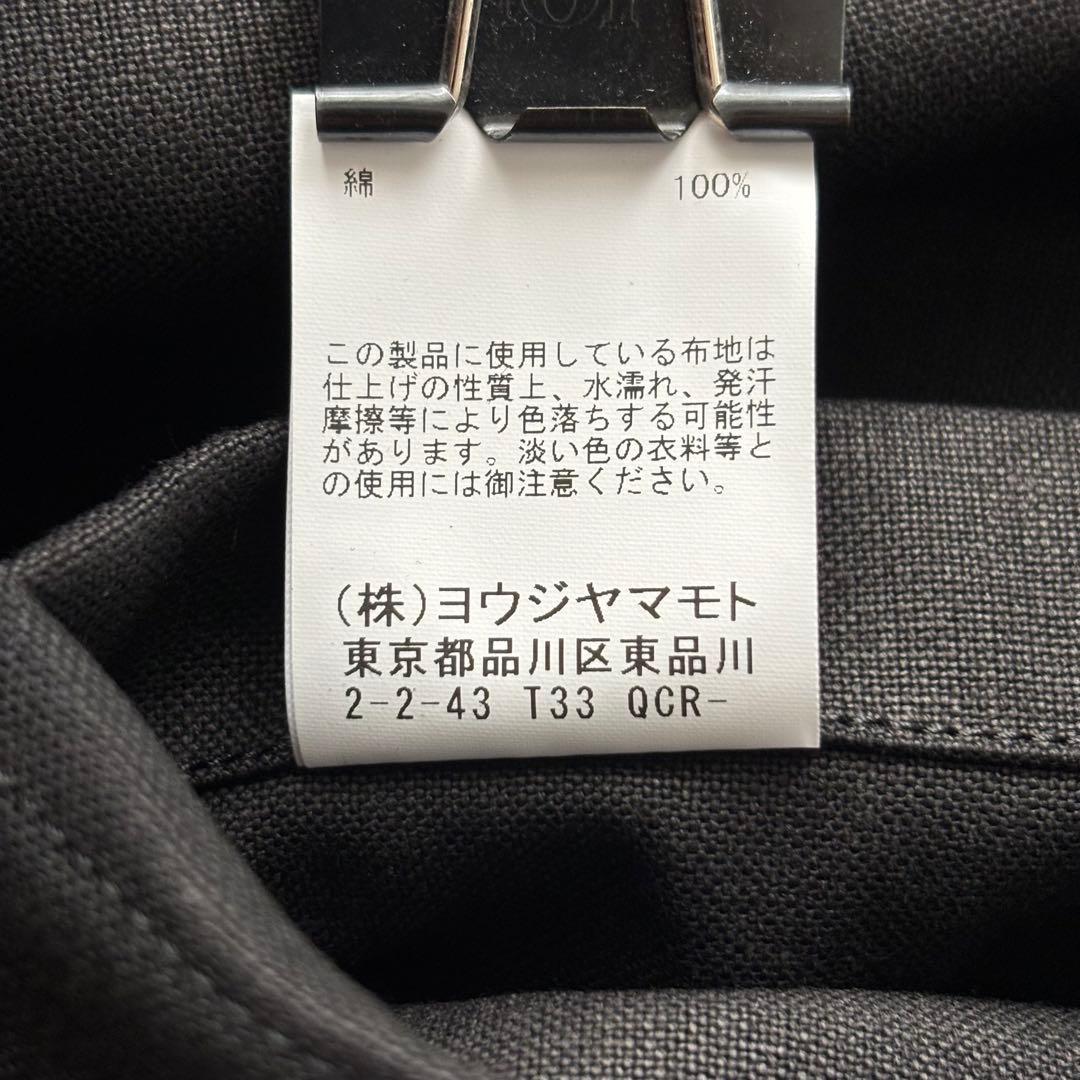 綿 100%
この製品に使用している布地は
仕上げの性質上、水濡れ、発汗
摩擦等により色落ちする可能性
があります。淡い色の衣料等と
の使用には御注意ください。
(株)ヨウジヤマモト
東京都品川区東品川
2-2-43 T33 QCR-